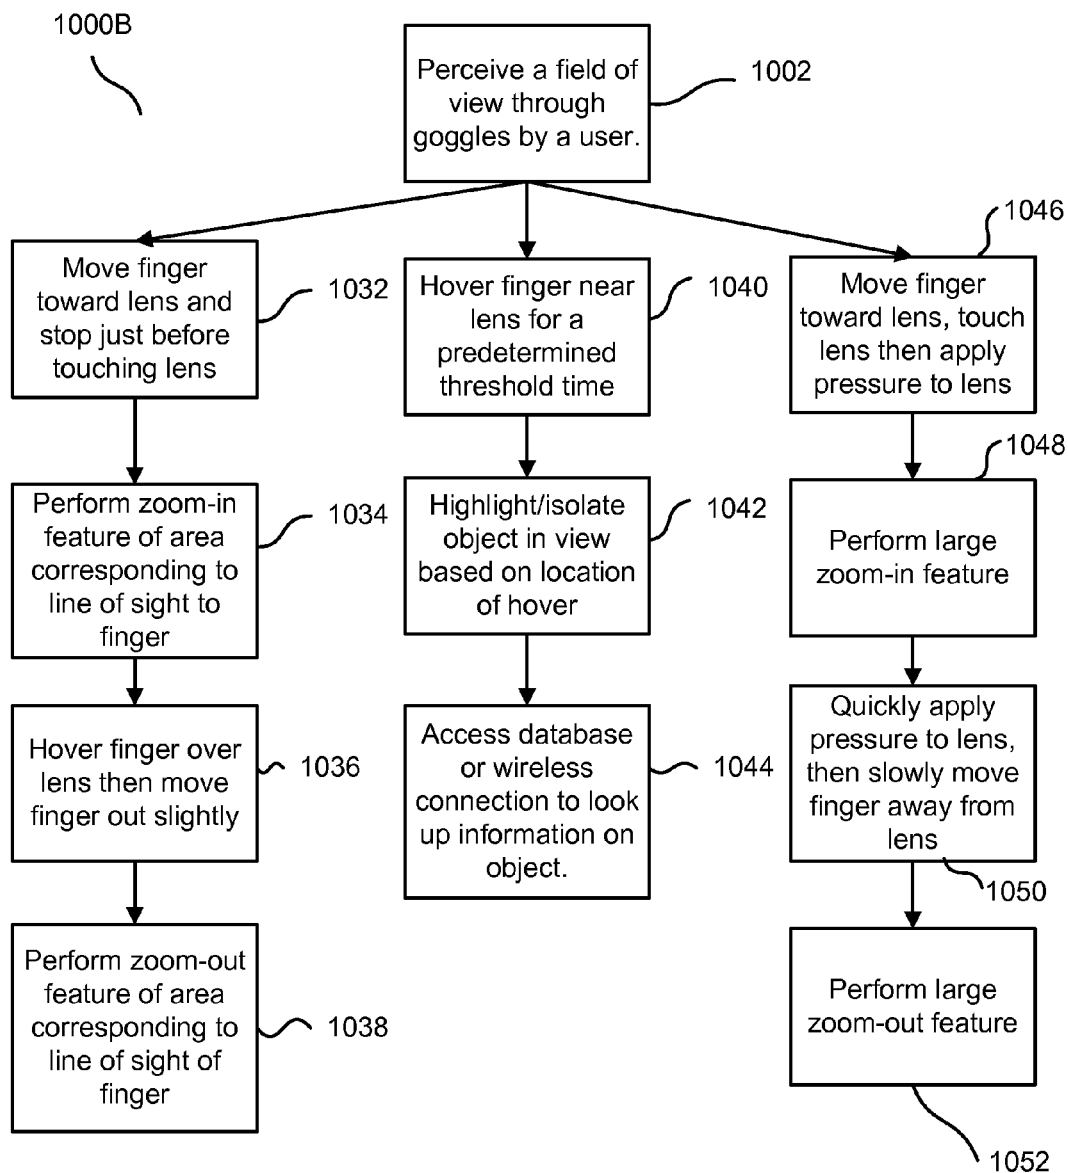 1000B
Perceive a field of
view through
goggles by a user.
1002
Move finger
toward lens and
stop just before
touching lens
1032
Perform zoom-in
feature of area
corresponding to
line of sight to
finger
1034
Hover finger over
lens then move
finger out slightly
1036
Perform zoom-out
feature of area
corresponding to
line of sight of
finger
1038
Hover finger near
lens for a
predetermined
threshold time
1040
Highlight/isolate
object in view
based on location
of hover
1042
Access database
or wireless
connection to look
up information on
object.
1044
1046
Move finger
toward lens, touch
lens then apply
pressure to lens
1048
Perform large
zoom-in feature
Quickly apply
pressure to lens,
then slowly move
finger away from
lens
1050
Perform large
zoom-out feature
1052